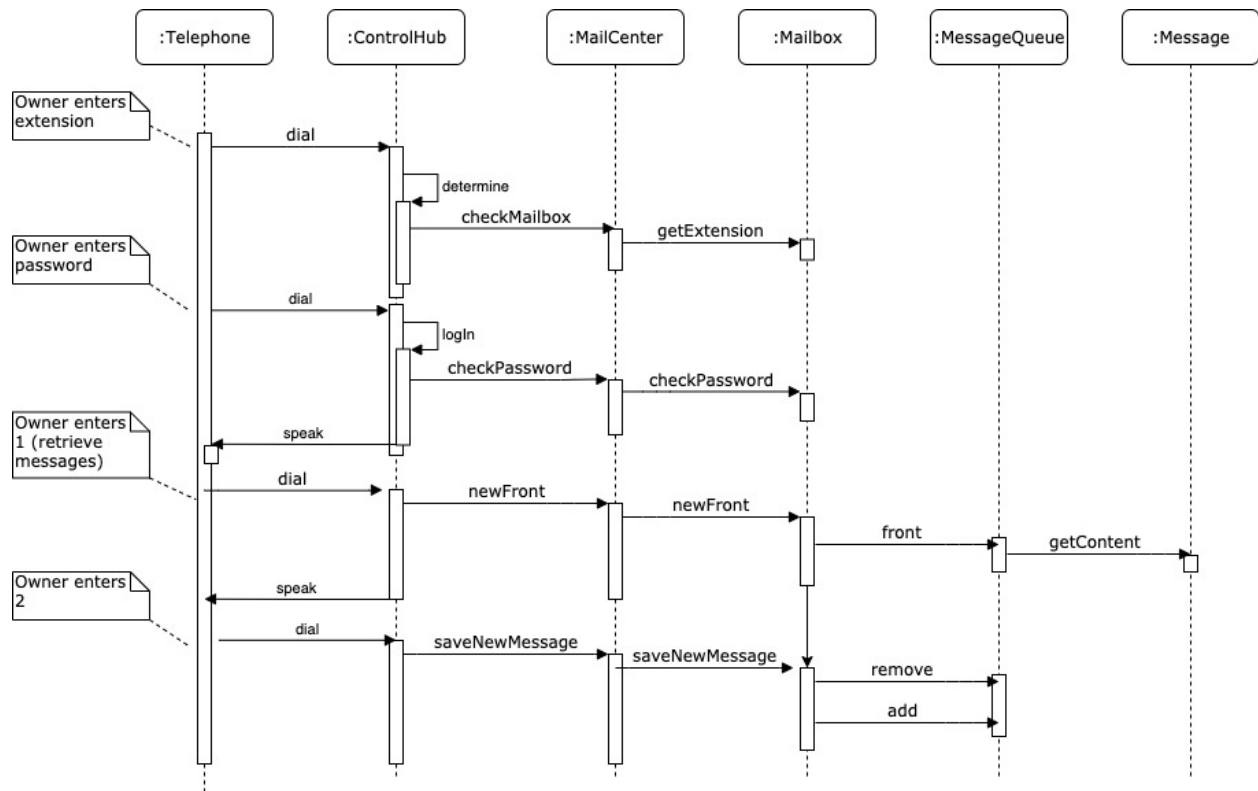 :Telephone
:ControlHub
:MailCenter
:Mailbox
:MessageQueue
:Message
Owner enters
extension
dial
determine
checkMailbox
getExtension
Owner enters
password
dial
logIn
checkPassword
checkPassword
Owner enters
1 (retrieve
messages)
speak
dial
newFront
newFront
front
getContent
Owner enters
2
speak
dial
saveNewMessage
saveNewMessage
remove
add